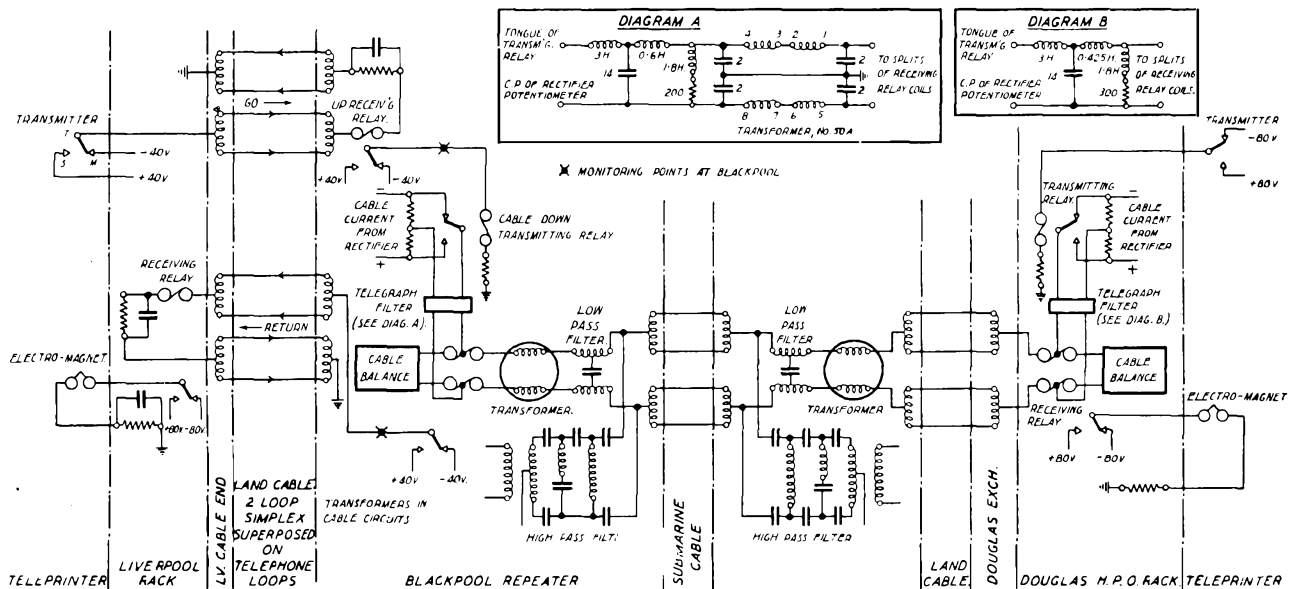 DIAGRAM A
TONGUE OF
TRANSM'G.
RELAY
3H
0·6H
14
1·8H
200
C.P OF RECTIFIER
POTENTIOMETER
4 3 2 1
2
2
2
2
8 7 6 5
TRANSFORMER, NO. 50A
TO SPLITS
OF RECEIVING
RELAY COILS
DIAGRAM B
TONGUE OF
TRANSM'G
RELAY
3H
0·425H.
14
1·8H
300
C.P. OF RECTIFIER
POTENTIOMETER
TO SPLITS
OF RECEIVING
RELAY COILS.
MONITORING POINTS AT BLACKPOOL
TRANSMITTER
T
S M
-40V
+40V
GO
UP RECEIV'G
RELAY.
+40V -40V.
CABLE
CURRENT
FROM
RECTIFIER
-
+
CABLE DOWN
TRANSMITTING RELAY
TELEGRAPH
FILTER
(SEE DIAG. A).
RECEIVING
RELAY
RETURN
ELECTRO-MAGNET
+80V-80V.
CABLE
BALANCE
TRANSFORMER.
LOW
PASS
FILTER.
+40V
-40V.
TRANSFORMERS IN
CABLE CIRCUITS
HIGH PASS FILT
LOW
PASS
FILTER
TRANSFORMER
HIGH PASS FILTER
TRANSMITTER
-80V
+80V
TRANSMITTING
RELAY.
-
CABLE
CURRENT
FROM
RECTIFIER
+
TELEGRAPH
FILTER
(SEE DIAG. B.)
CABLE
BALANCE
RECEIVING
RELAY
ELECTRO-MAGNET
+80V
-80V.
TELEPRINTER
LIVERPOOL
RACK
LV. CABLE END
LAND CABLE
2 LOOP
SIMPLEX
SUPERPOSED
ON
TELEPHONE
LOOPS
BLACKPOOL REPEATER
SUBMARINE
CABLE
LAND
CABLE.
DOUGLAS EXCH.
DOUGLAS H.P.O. RACK.
TELEPRINTER